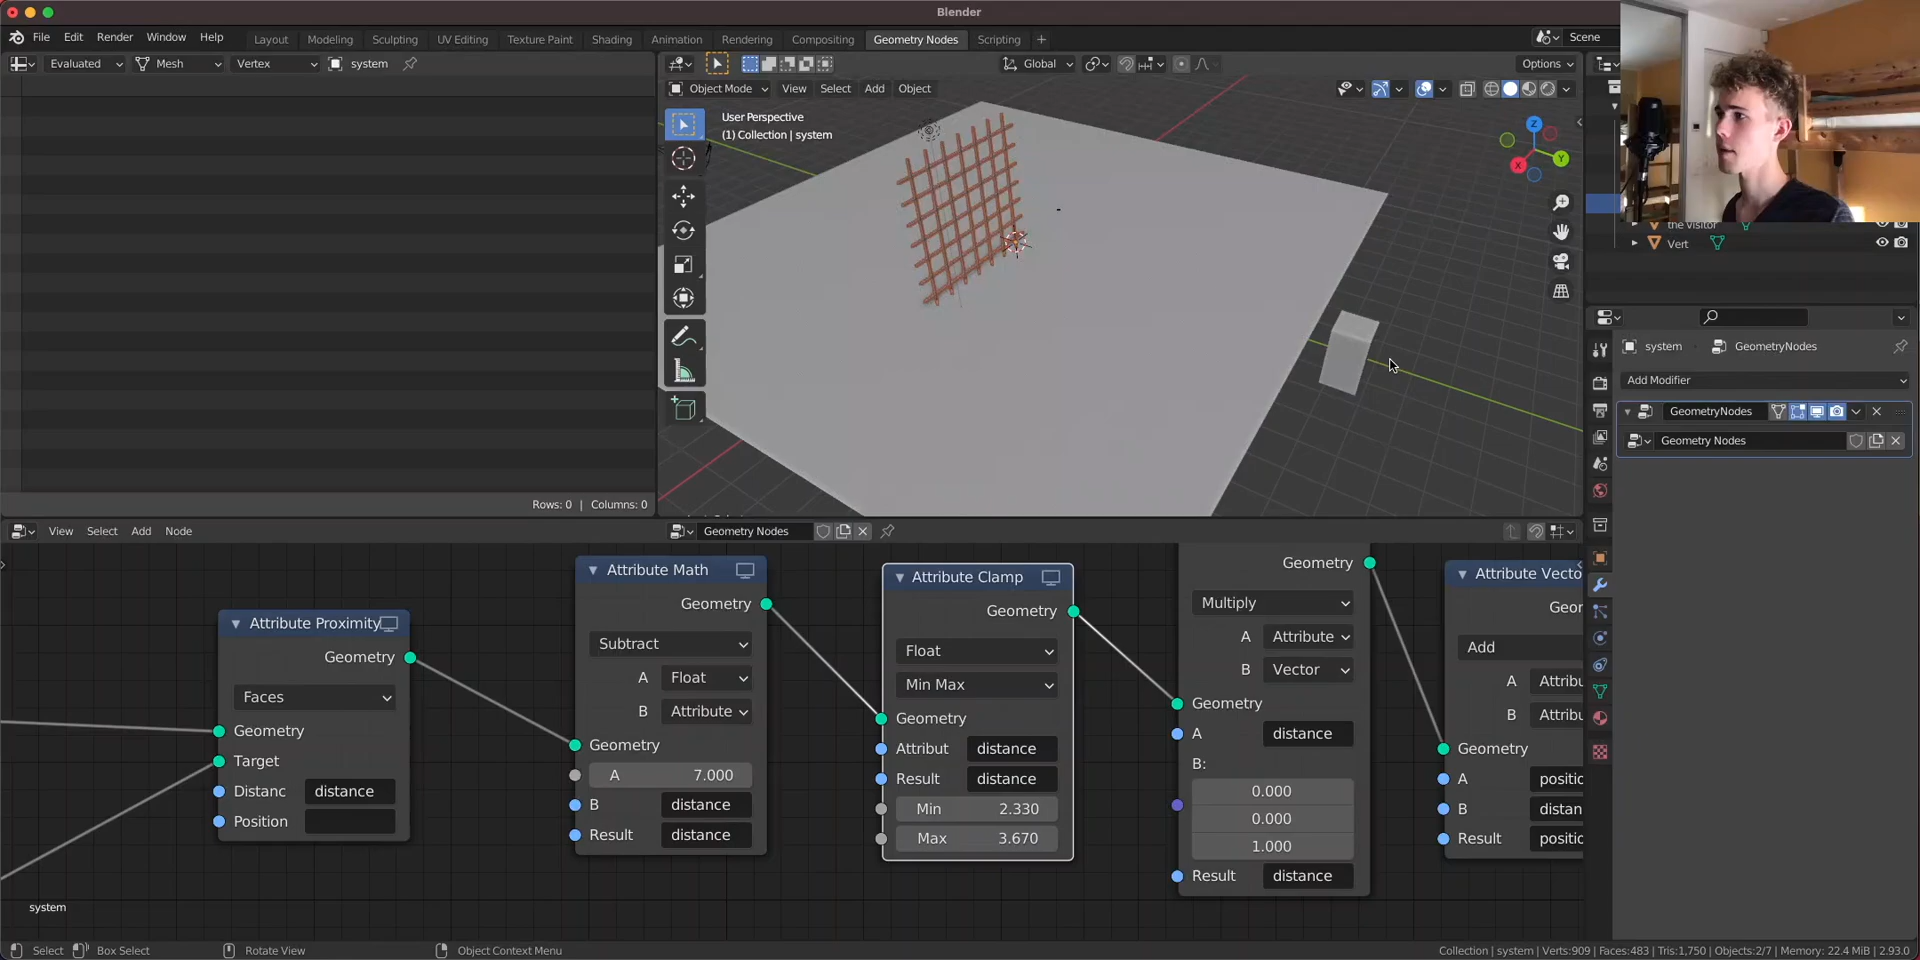 Blender
File Edit Render Window Help
Layout Modeling Sculpting UV Editing Texture Paint Shading Animation Rendering Compositing Geometry Nodes Scripting +
Scene
Evaluated Mesh Vertex system
Global Options
Object Mode View Select Add Object
User Perspective
(1) Collection | system
Z
Y
X
the visitor
Vert
system GeometryNodes
Add Modifier
GeometryNodes
Geometry Nodes
Rows: 0 | Columns: 0
View Select Add Node Geometry Nodes
Attribute Proximity
Geometry
Faces
Geometry
Target
Distanc distance
Position
Attribute Math
Geometry
Subtract
A Float
B Attribute
Geometry
A 7.000
B distance
Result distance
Attribute Clamp
Geometry
Float
Min Max
Geometry
Attribut distance
Result distance
Min 2.330
Max 3.670
Geometry
Multiply
A Attribute
B Vector
Geometry
A distance
B:
0.000
0.000
1.000
Result distance
Attribute Vecto
Geo
Add
A Attribu
B Attribu
Geometry
A positio
B distan
Result positio
system
Select Box Select Rotate View Object Context Menu
Collection | system | Verts:909 | Faces:483 | Tris:1,750 | Objects:2/7 | Memory: 22.4 MiB | 2.93.0